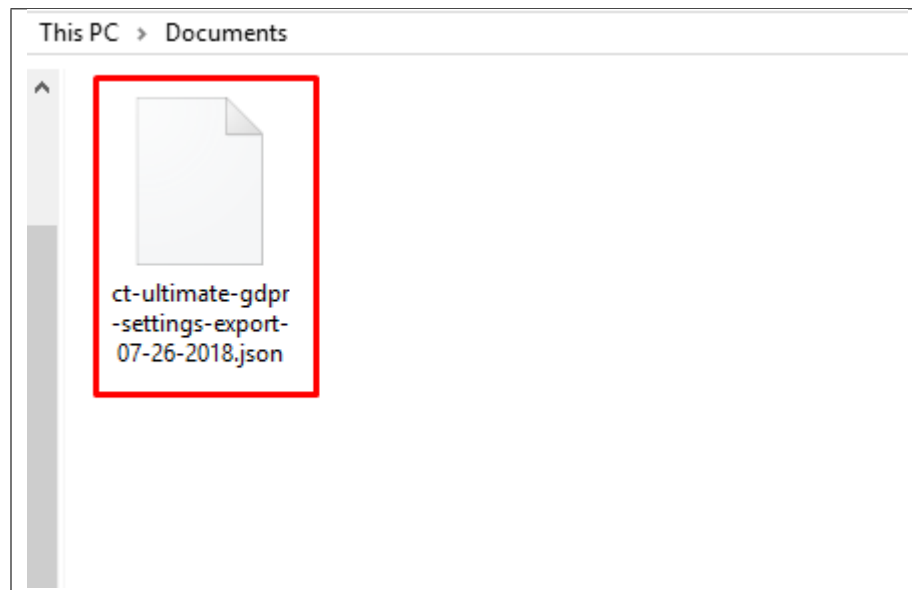 This PC > Documents
ct-ultimate-gdpr
-settings-export-
07-26-2018.json